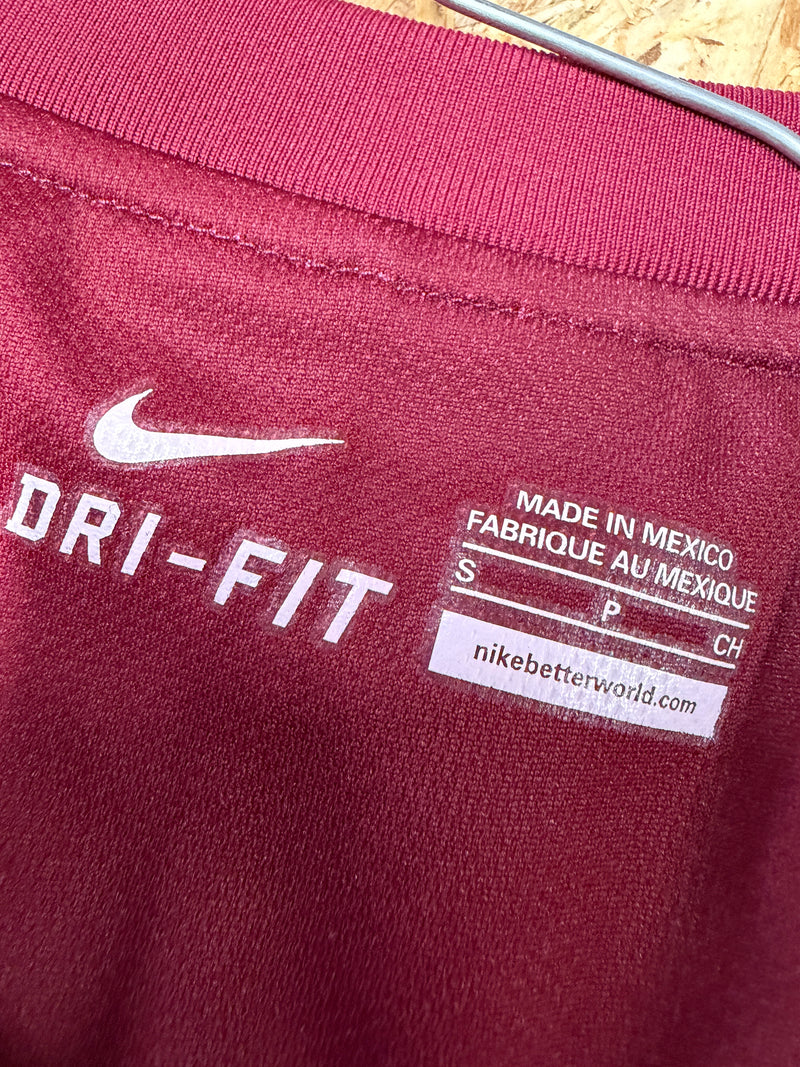 DRI-FIT
MADE IN MEXICO
FABRIQUE AU MEXIQUE
S P CH
nikebetterworld.com